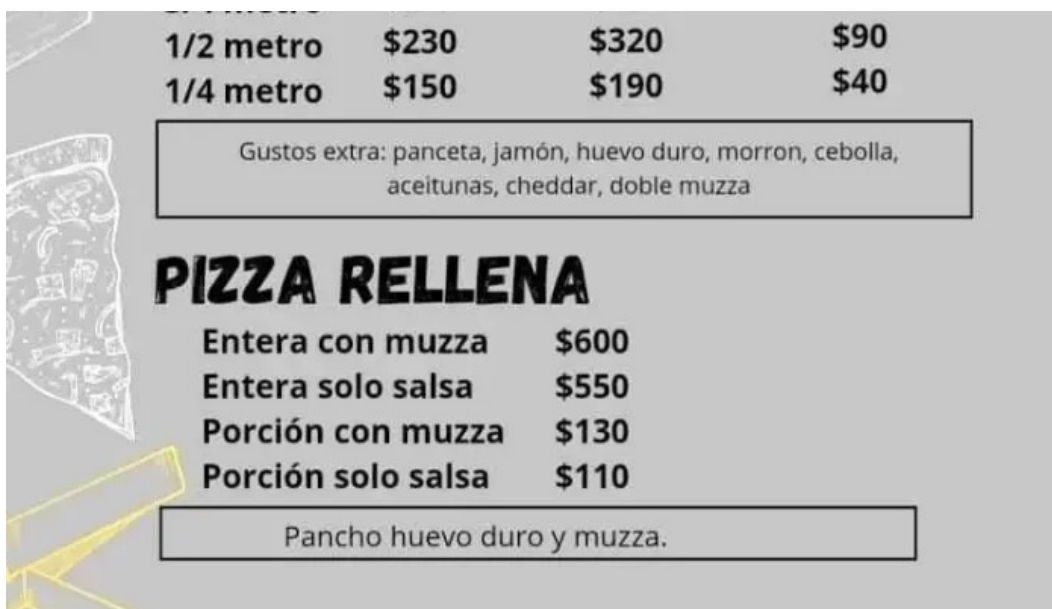 1/2 metro $230 $320 $90
1/4 metro $150 $190 $40
Gustos extra: panceta, jamón, huevo duro, morron, cebolla,
aceitunas, cheddar, doble muzza
PIZZA RELLENA
Entera con muzza $600
Entera solo salsa $550
Porción con muzza $130
Porción solo salsa $110
Pancho huevo duro y muzza.